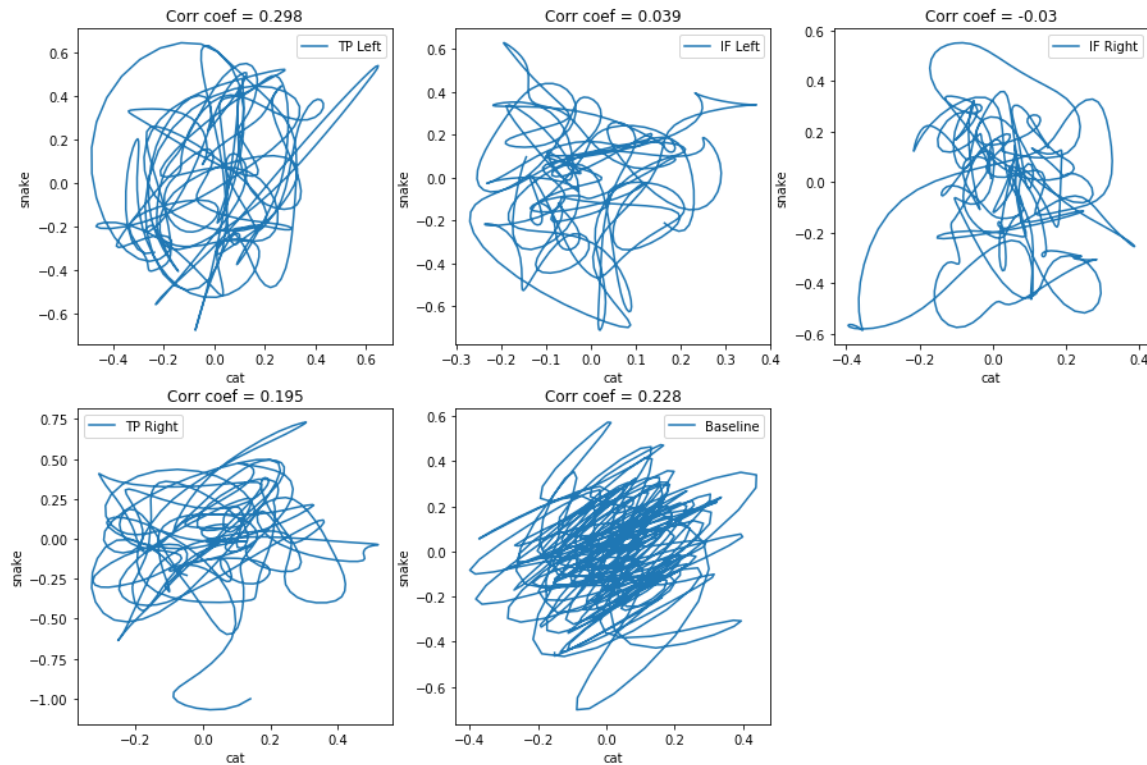 Corr coef = 0.298
TP Left
snake
0.6
0.4
0.2
0.0
−0.2
−0.4
−0.6
−0.4 −0.2 0.0 0.2 0.4 0.6
cat
Corr coef = 0.039
IF Left
snake
0.6
0.4
0.2
0.0
−0.2
−0.4
−0.6
−0.3 −0.2 −0.1 0.0 0.1 0.2 0.3 0.4
cat
Corr coef = -0.03
IF Right
snake
0.6
0.4
0.2
0.0
−0.2
−0.4
−0.6
−0.4 −0.2 0.0 0.2 0.4
cat
Corr coef = 0.195
TP Right
snake
0.75
0.50
0.25
0.00
−0.25
−0.50
−0.75
−1.00
−0.2 0.0 0.2 0.4
cat
Corr coef = 0.228
Baseline
snake
0.6
0.4
0.2
0.0
−0.2
−0.4
−0.6
−0.4 −0.2 0.0 0.2 0.4
cat